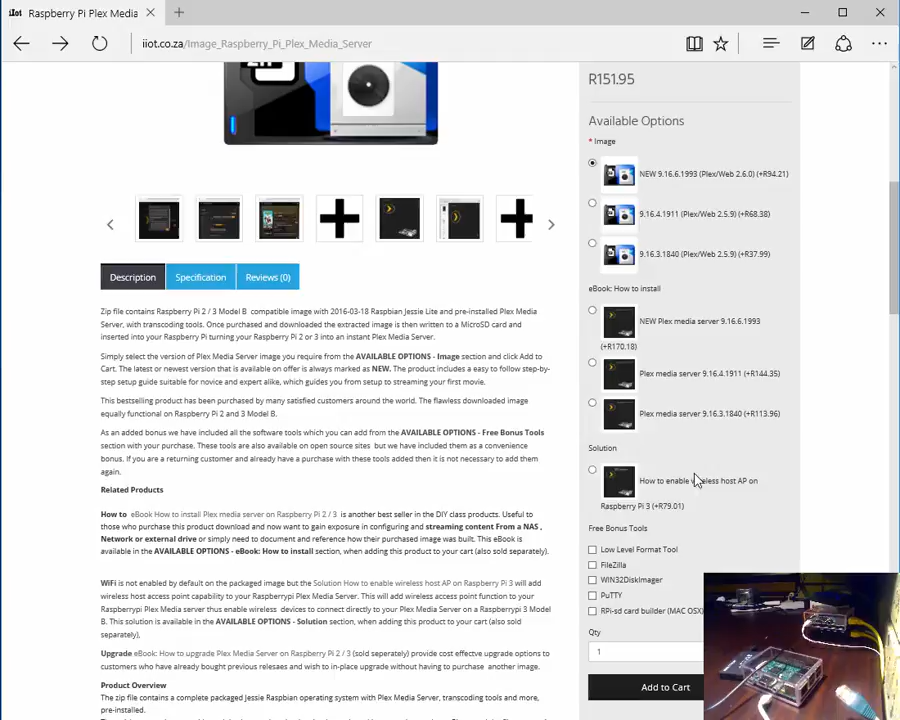 iIot Raspberry Pi Plex Media
iiot.co.za/Image_Raspberry_Pi_Plex_Media_Server
ZIP
R151.95
Available Options
* Image
NEW 9.16.6.1993 (Plex/Web 2.6.0) (+R94.21)
9.16.4.1911 (Plex/Web 2.5.9) (+R68.38)
9.16.3.1840 (Plex/Web 2.5.9) (+R37.99)
eBook: How to install
NEW Plex media server 9.16.6.1993
(+R170.18)
Plex media server 9.16.4.1911 (+R144.35)
Plex media server 9.16.3.1840 (+R113.96)
Solution
How to enable wireless host AP on
Raspberry Pi 3 (+R79.01)
Free Bonus Tools
Low Level Format Tool
FileZilla
WIN32DiskImager
PuTTY
RPi-sd card builder (MAC OSX)
Qty
1
Add to Cart
Description Specification Reviews (0)
Zip file contains Raspberry Pi 2 / 3 Model B compatible image with 2016-03-18 Raspbian Jessie Lite and pre-installed Plex Media
Server, with transcoding tools. Once purchased and downloaded the extracted image is then written to a MicroSD card and
inserted into your Raspberry Pi turning your Raspberry Pi 2 or 3 into an instant Plex Media Server.
Simply select the version of Plex Media Server image you require from the AVAILABLE OPTIONS - Image section and click Add to
Cart. The latest or newest version that is available on offer is always marked as NEW. The product includes a easy to follow step-by-
step setup guide suitable for novice and expert alike, which guides you from setup to streaming your first movie.
This bestselling product has been purchased by many satisfied customers around the world. The flawless downloaded image
equally functional on Raspberry Pi 2 and 3 Model B.
As an added bonus we have included all the software tools which you can add from the AVAILABLE OPTIONS - Free Bonus Tools
section with your purchase. These tools are also available on open source sites but we have included them as a convenience
bonus. If you are a returning customer and already have a purchase with these tools added then it is not necessary to add them
again.
Related Products
How to eBook How to install Plex media server on Raspberry Pi 2 / 3 is another best seller in the DIY class products. Useful to
those who purchase this product download and now want to gain exposure in configuring and streaming content From a NAS ,
Network or external drive or simply need to document and reference how their purchased image was built. This eBook is
available in the AVAILABLE OPTIONS - eBook: How to install section, when adding this product to your cart (also sold separately).
WiFi is not enabled by default on the packaged image but the Solution How to enable wireless host AP on Raspberry Pi 3 will add
wireless host access point capability to your Raspberrypi Plex Media Server. This will add wireless access point function to your
Raspberrypi Plex Media server thus enable wireless devices to connect directly to your Plex Media Server on a Raspberrypi 3 Model
B. This solution is available in the AVAILABLE OPTIONS - Solution section, when adding this product to your cart (also sold
separately),
Upgrade eBook: How to upgrade Plex Media Server on Raspberry Pi 2 / 3 (sold seperately) provide cost effectve upgrade options to
customers who have already bought previous relesaes and wish to in-place upgrade without having to purchase another image.
Product Overview
The zip file contains a complete packaged Jessie Raspbian operating system with Plex Media Server, transcoding tools and more,
pre-installed.